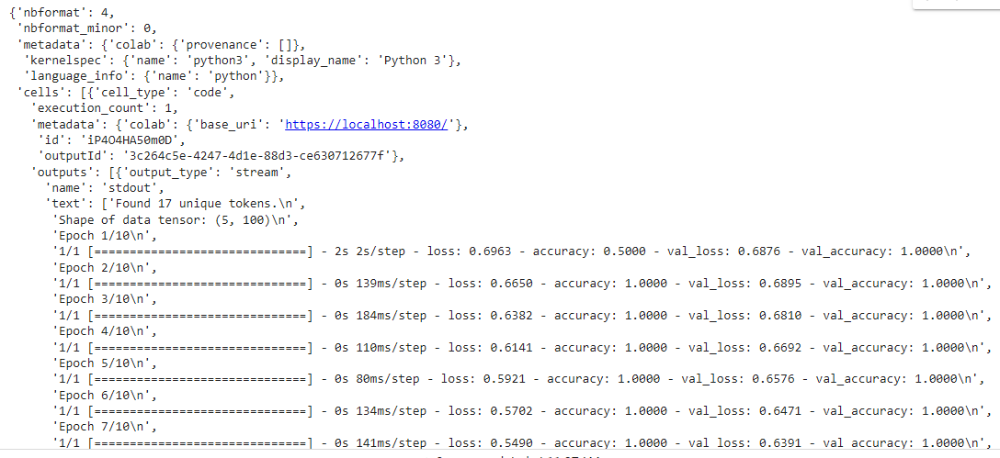 {'nbformat': 4,
'nbformat_minor': 0,
'metadata': {'colab': {'provenance': []},
'kernelspec': {'name': 'python3', 'display_name': 'Python 3'},
'language_info': {'name': 'python'}},
'cells': [{'cell_type': 'code',
'execution_count': 1,
'metadata': {'colab': {'base_uri': 'https://localhost:8080/'},
'id': 'iP4O4HA50m0D',
'outputId': '3c264c5e-4247-4d1e-88d3-ce630712677f'},
'outputs': [{'output_type': 'stream',
'name': 'stdout',
'text': ['Found 17 unique tokens.\n',
'Shape of data tensor: (5, 100)\n',
'Epoch 1/10\n',
'1/1 [==============================] - 2s 2s/step - loss: 0.6963 - accuracy: 0.5000 - val_loss: 0.6876 - val_accuracy: 1.0000\n',
'Epoch 2/10\n',
'1/1 [==============================] - 0s 139ms/step - loss: 0.6650 - accuracy: 1.0000 - val_loss: 0.6895 - val_accuracy: 1.0000\n',
'Epoch 3/10\n',
'1/1 [==============================] - 0s 184ms/step - loss: 0.6382 - accuracy: 1.0000 - val_loss: 0.6810 - val_accuracy: 1.0000\n',
'Epoch 4/10\n',
'1/1 [==============================] - 0s 110ms/step - loss: 0.6141 - accuracy: 1.0000 - val_loss: 0.6692 - val_accuracy: 1.0000\n',
'Epoch 5/10\n',
'1/1 [==============================] - 0s 80ms/step - loss: 0.5921 - accuracy: 1.0000 - val_loss: 0.6576 - val_accuracy: 1.0000\n',
'Epoch 6/10\n',
'1/1 [==============================] - 0s 134ms/step - loss: 0.5702 - accuracy: 1.0000 - val_loss: 0.6471 - val_accuracy: 1.0000\n',
'Epoch 7/10\n',
'1/1 [==============================] - 0s 141ms/step - loss: 0.5490 - accuracy: 1.0000 - val_loss: 0.6391 - val_accuracy: 1.0000\n',